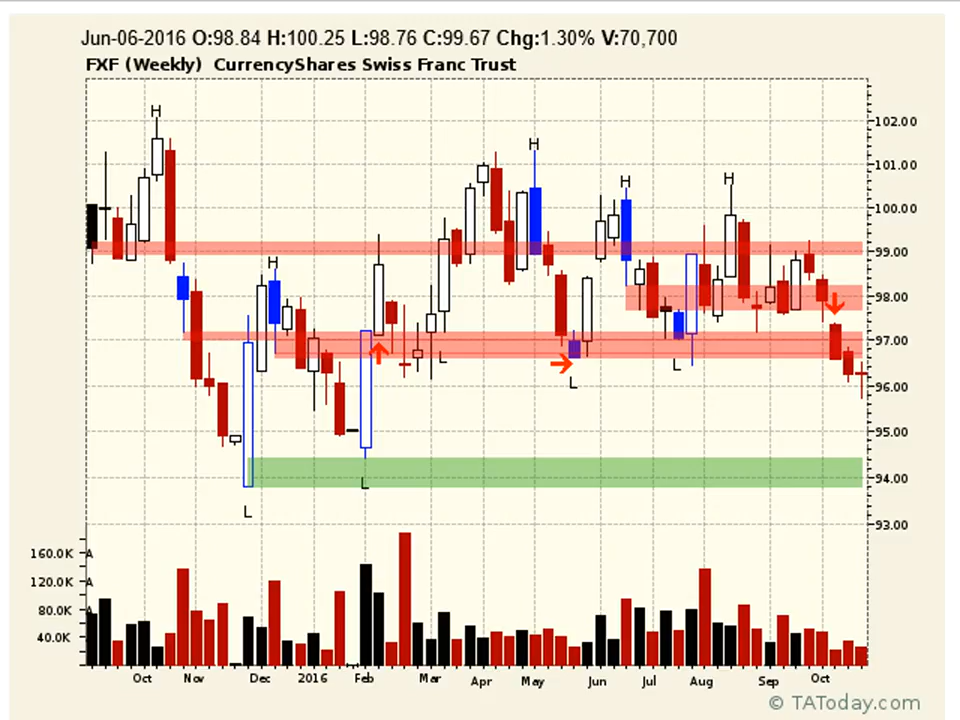 Jun-06-2016 O:98.84 H:100.25 L:98.76 C:99.67 Chg:1.30% V:70,700
FXF (Weekly) CurrencyShares Swiss Franc Trust
H
102.00
H
101.00
H
H
100.00
99.00
H
98.00
97.00
L
L
L
96.00
95.00
L
94.00
L
93.00
160.0K
A
120.0K
A
80.0K
A
40.0K
Oct Nov Dec 2016 Feb Mar Apr May Jun Jul Aug Sep Oct
© TAToday.com